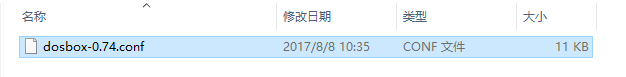 名称 修改日期 类型 大小
dosbox-0.74.conf 2017/8/8 10:35 CONF 文件 11 KB